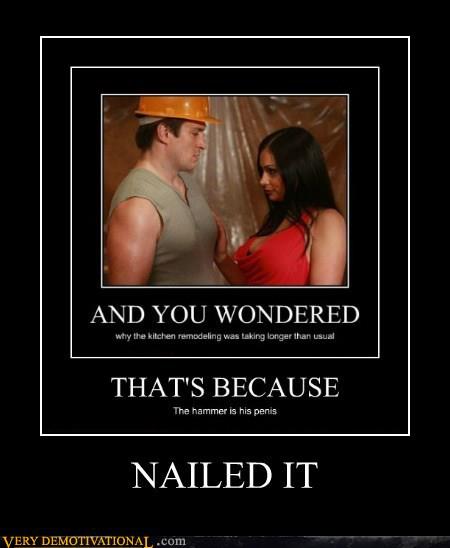 AND YOU WONDERED
why the kitchen remodeling was taking longer than usual
THAT'S BECAUSE
The hammer is his penis
NAILED IT
VERY DEMOTIVATIONAL.com